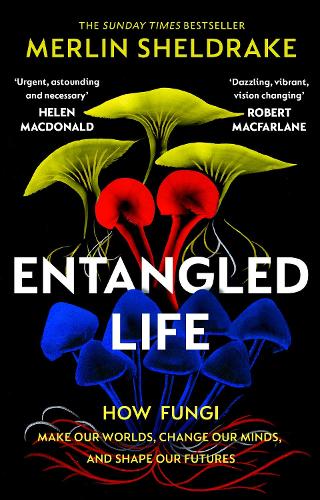 THE SUNDAY TIMES BESTSELLER
MERLIN SHELDRAKE
‘Urgent, astounding
and necessary’
HELEN
MACDONALD
‘Dazzling, vibrant,
vision changing’
ROBERT
MACFARLANE
ENTANGLED
LIFE
HOW FUNGI
MAKE OUR WORLDS, CHANGE OUR MINDS,
AND SHAPE OUR FUTURES